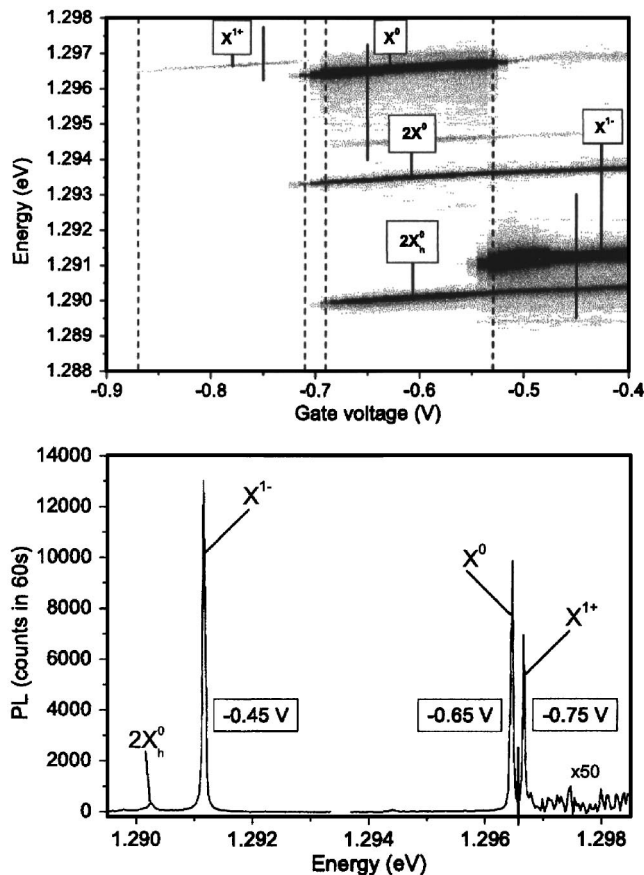 1.298
1.297
1.296
1.295
1.294
1.293
1.292
1.291
1.290
1.289
1.288
Energy (eV)
X¹⁺
X⁰
2X⁰
X¹⁻
2X⁰ₕ
-0.9 -0.8 -0.7 -0.6 -0.5 -0.4
Gate voltage (V)
14000
12000
10000
8000
6000
4000
2000
0
PL (counts in 60s)
X¹⁻
X⁰
X¹⁺
-0.45 V
-0.65 V
-0.75 V
2X⁰ₕ
x50
1.290 1.292 1.294 1.296 1.298
Energy (eV)